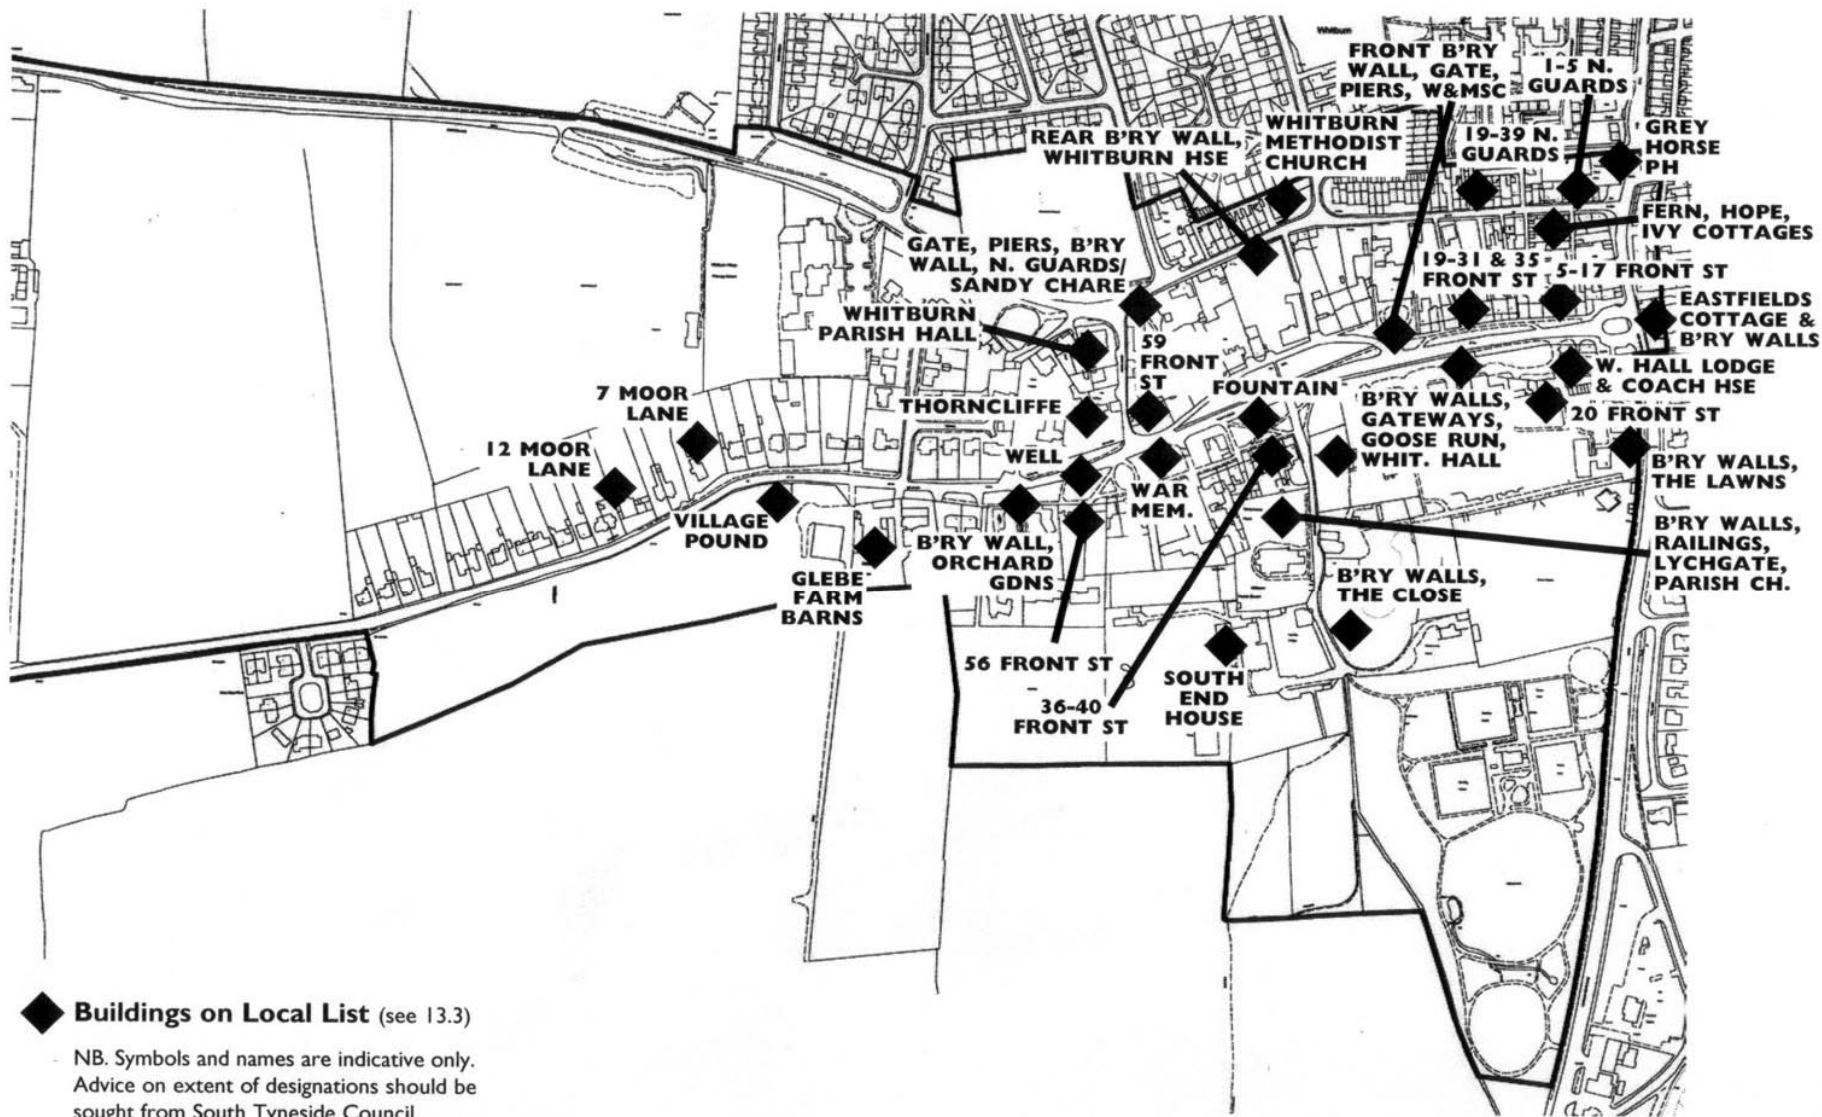 Whitburn
FRONT B'RY
WALL, GATE,
PIERS, W&MSC
1-5 N.
GUARDS
GREY
HORSE
PH
REAR B'RY WALL,
WHITBURN HSE
WHITBURN
METHODIST
CHURCH
19-39 N.
GUARDS
FERN, HOPE,
IVY COTTAGES
GATE, PIERS, B'RY
WALL, N. GUARDS/
SANDY CHARE
19-31 & 35
FRONT ST
5-17 FRONT ST
WHITBURN
PARISH HALL
EASTFIELDS
COTTAGE &
B'RY WALLS
59
FRONT
ST
W. HALL LODGE
& COACH HSE
7 MOOR
LANE
THORNCLIFFE
FOUNTAIN
B'RY WALLS,
GATEWAYS,
GOOSE RUN,
WHIT. HALL
20 FRONT ST
12 MOOR
LANE
WELL
WAR
MEM.
B'RY WALLS,
THE LAWNS
VILLAGE
POUND
B'RY WALL,
ORCHARD
GDNS
B'RY WALLS,
RAILINGS,
LYCHGATE,
PARISH CH.
GLEBE
FARM
BARNS
B'RY WALLS,
THE CLOSE
56 FRONT ST
SOUTH
END
HOUSE
36-40
FRONT ST
Buildings on Local List (see 13.3)
NB. Symbols and names are indicative only.
Advice on extent of designations should be
sought from South Tyneside Council